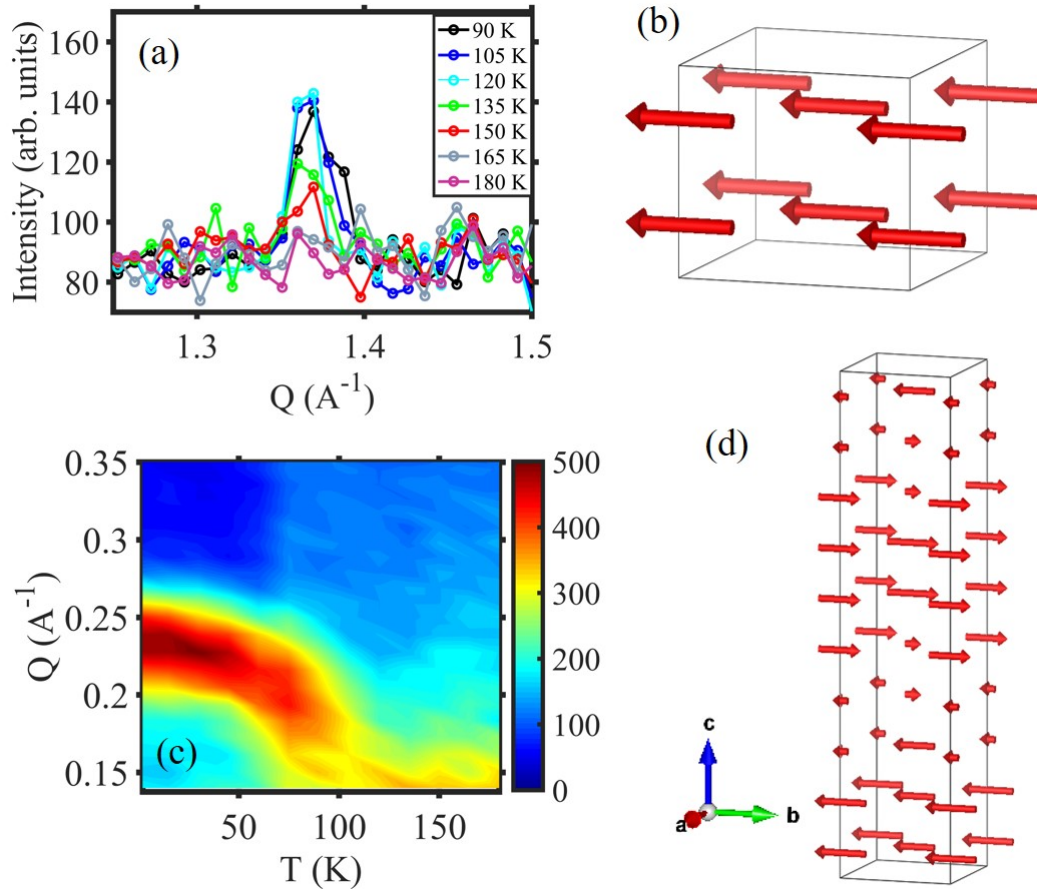 (a)
160
140
120
100
80
Intensity (arb. units)
90 K
105 K
120 K
135 K
150 K
165 K
180 K
1.3
1.4
1.5
Q (A⁻¹)
(b)
0.35
0.3
0.25
0.2
0.15
Q (A⁻¹)
(c)
50
100
150
T (K)
500
400
300
200
100
0
(d)
c
a
b